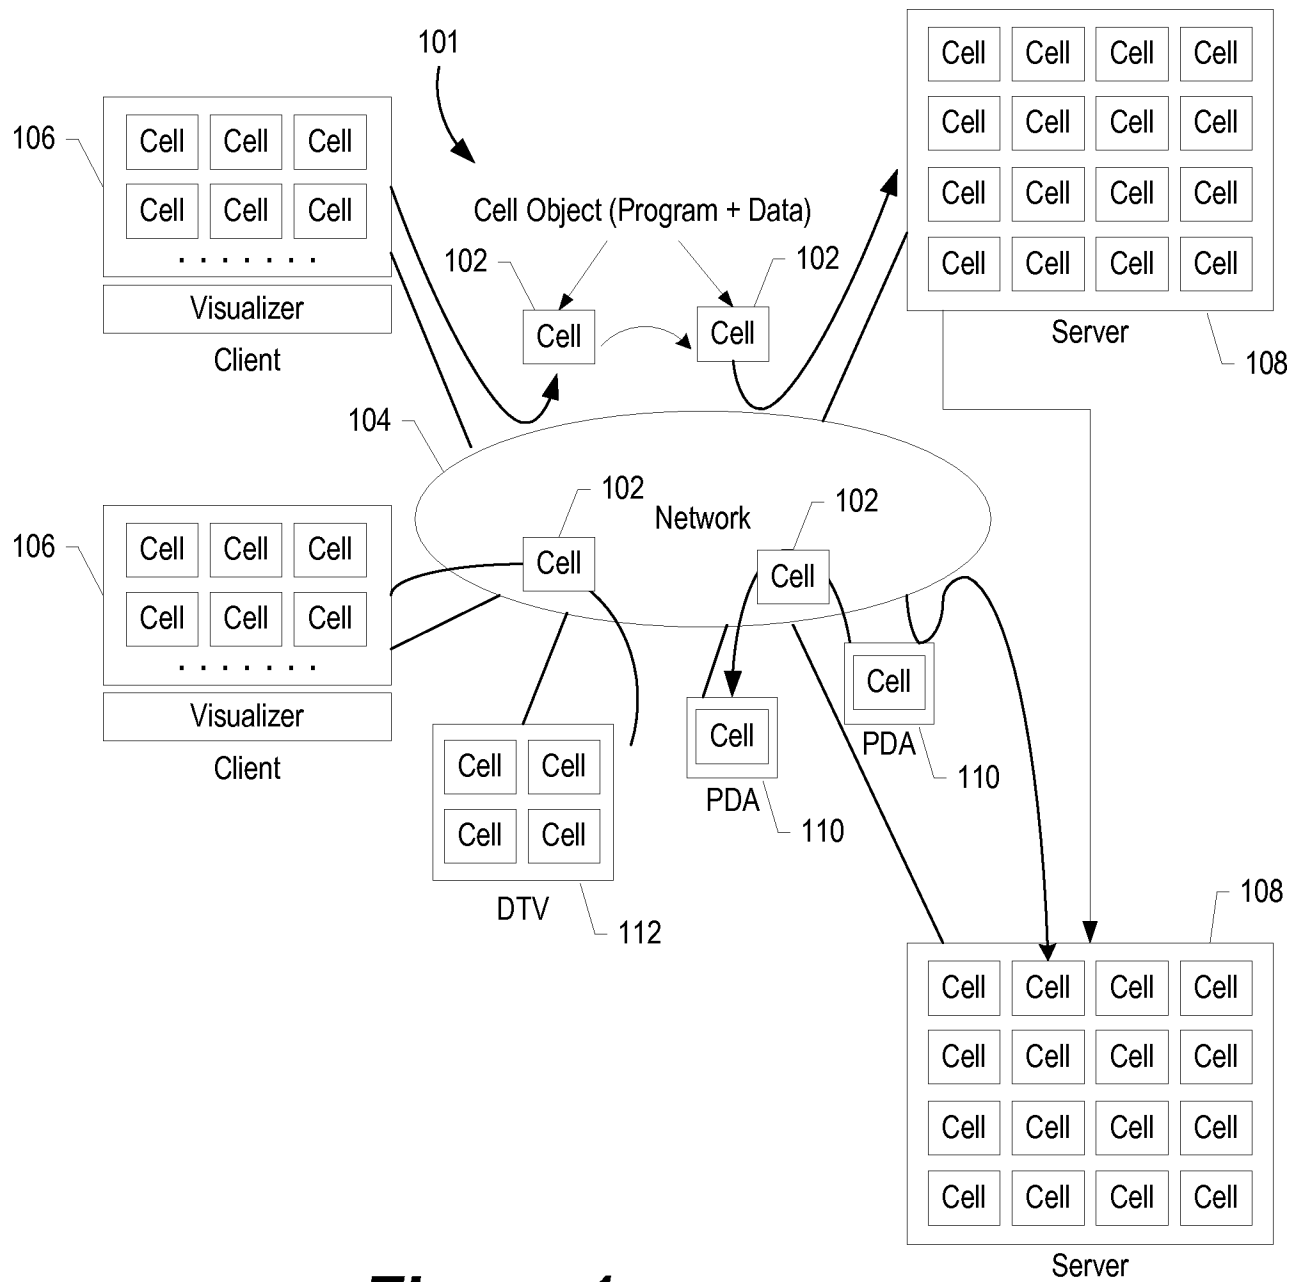 101
106
Cell Cell Cell
Cell Cell Cell
. . . . . . .
Visualizer
Client
Cell Object (Program + Data)
102
102
Cell
Cell
Cell Cell Cell Cell
Cell Cell Cell Cell
Cell Cell Cell Cell
Cell Cell Cell Cell
Server
108
104
Network
102
102
Cell
Cell
106
Cell Cell Cell
Cell Cell Cell
. . . . . . .
Visualizer
Client
Cell Cell
Cell Cell
DTV
112
Cell
PDA
110
Cell
PDA
110
108
Cell Cell Cell Cell
Cell Cell Cell Cell
Cell Cell Cell Cell
Cell Cell Cell Cell
Server